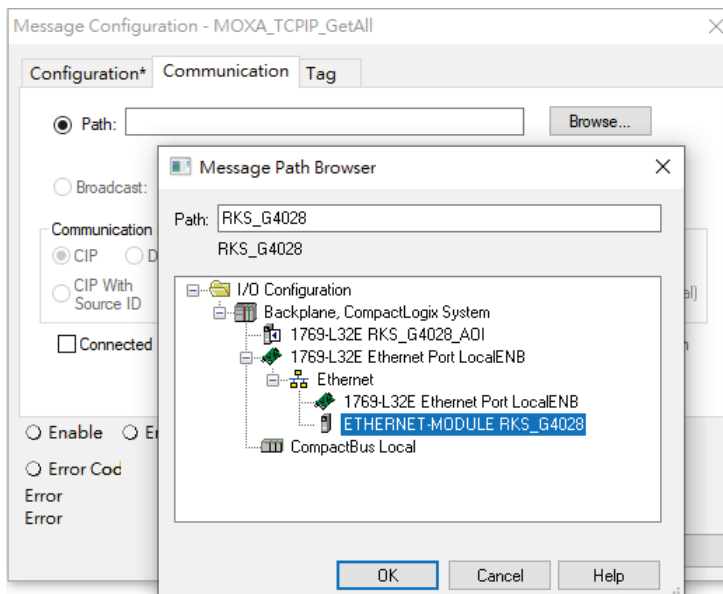 Message Configuration - MOXA_TCPIP_GetAll
Configuration* Communication Tag
Path: Browse...
Message Path Browser
Broadcast:
Path: RKS_G4028
RKS_G4028
Communication
CIP
CIP With
Source ID
Connected
I/O Configuration
Backplane, CompactLogix System
1769-L32E RKS_G4028_AOI
1769-L32E Ethernet Port LocalENB
Ethernet
1769-L32E Ethernet Port LocalENB
ETHERNET-MODULE RKS_G4028
CompactBus Local
Enable
Error Cod
Error
Error
OK Cancel Help